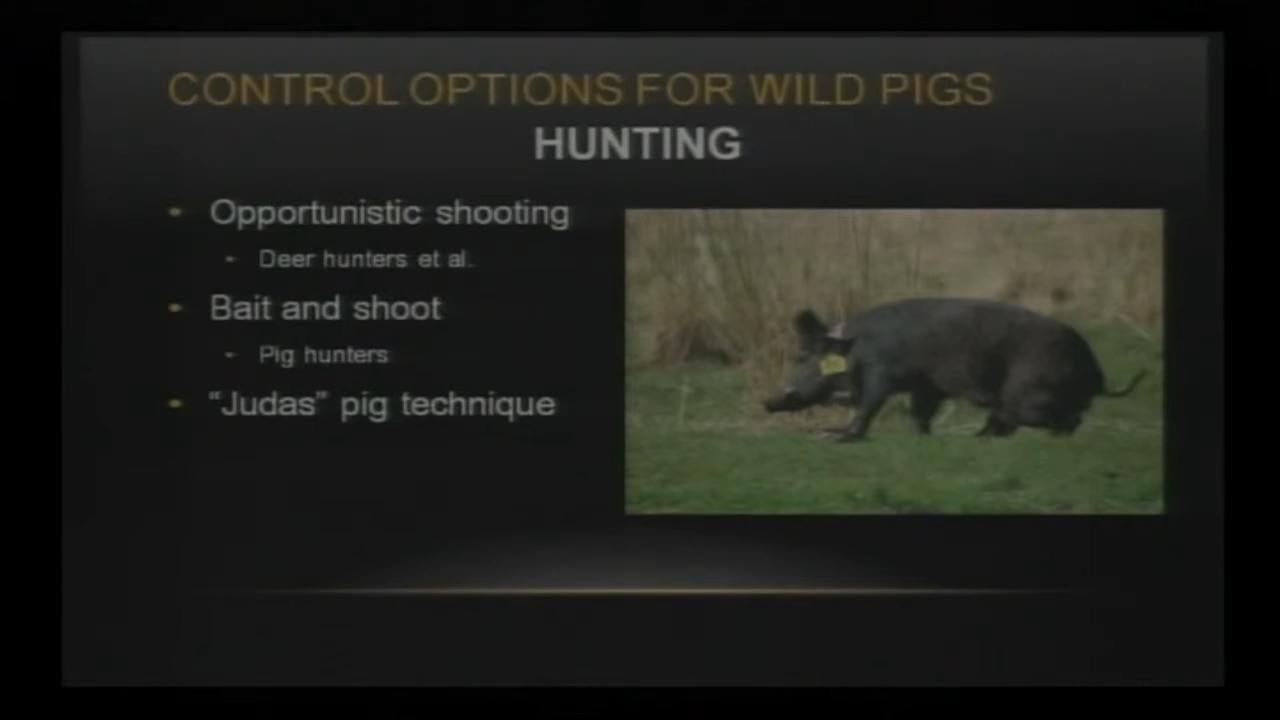 CONTROL OPTIONS FOR WILD PIGS
HUNTING
• Opportunistic shooting
• Deer hunters et al.
• Bait and shoot
• Pig hunters
• “Judas” pig technique